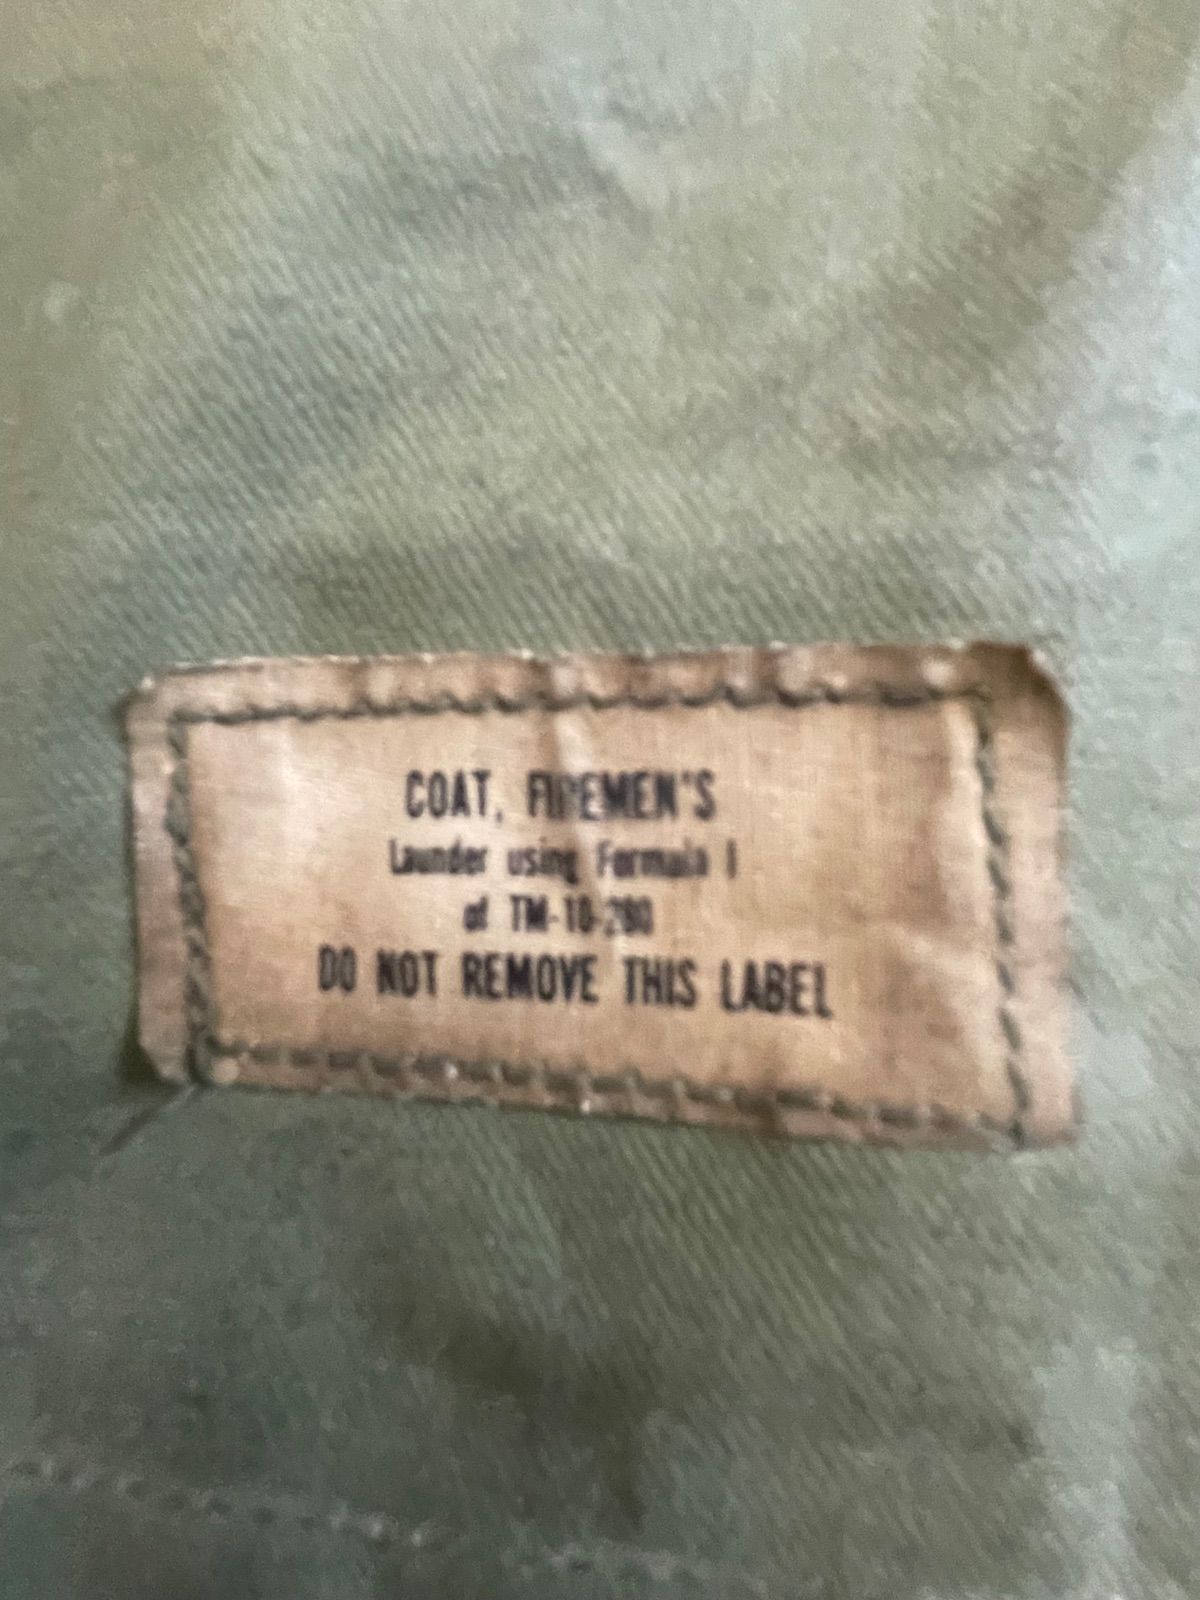 COAT, FIREMEN'S
Launder using Formula I
of TM-10-280
DO NOT REMOVE THIS LABEL